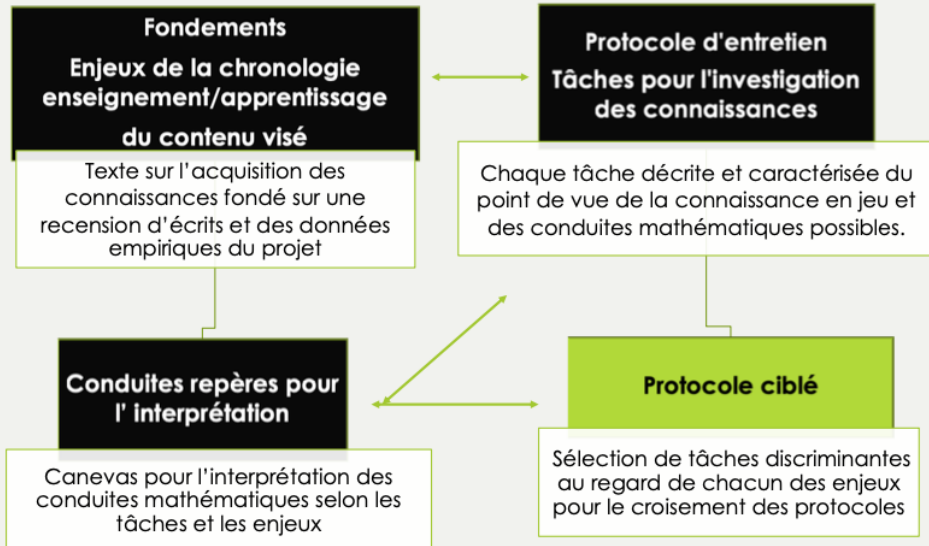 Fondements
Enjeux de la chronologie
enseignement/apprentissage
du contenu visé
Texte sur l’acquisition des
connaissances fondé sur une
recension d’écrits et des données
empiriques du projet
Protocole d'entretien
Tâches pour l'investigation
des connaissances
Chaque tâche décrite et caractérisée du
point de vue de la connaissance en jeu et
des conduites mathématiques possibles.
Conduites repères pour
l’ interprétation
Canevas pour l’interprétation des
conduites mathématiques selon les
tâches et les enjeux
Protocole ciblé
Sélection de tâches discriminantes
au regard de chacun des enjeux
pour le croisement des protocoles